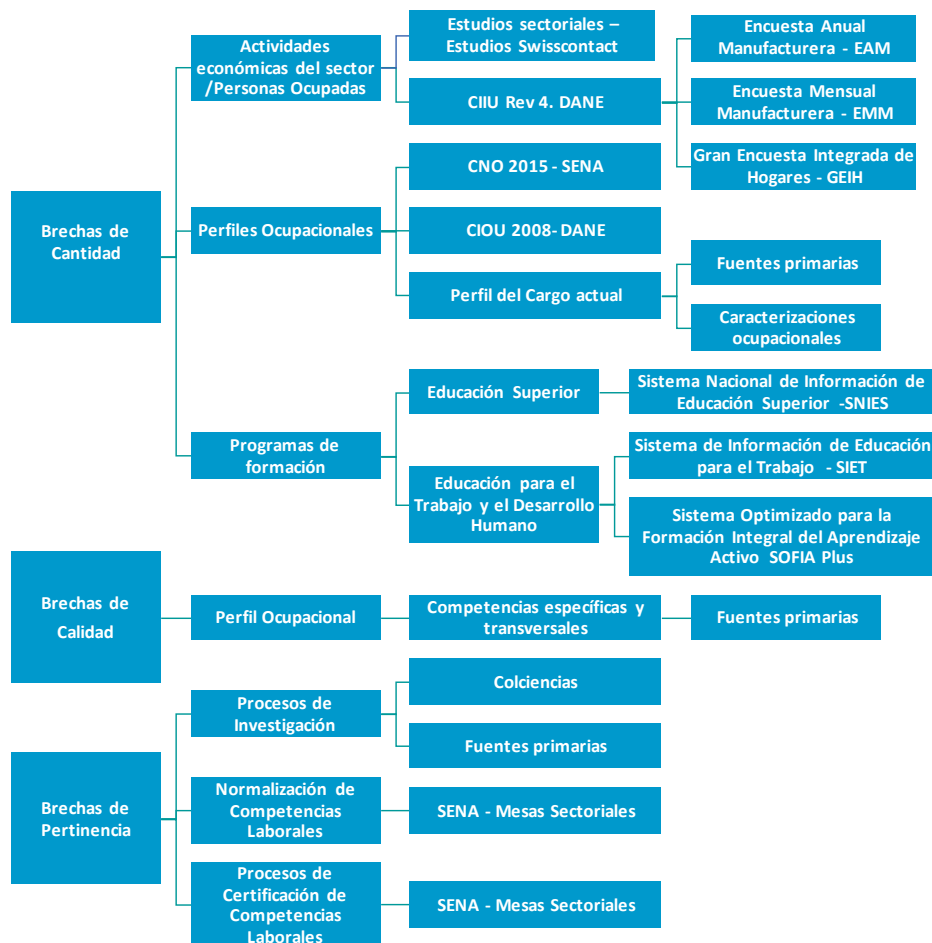 Brechas de
Cantidad
Actividades
económicas del sector
/Personas Ocupadas
Estudios sectoriales –
Estudios Swisscontact
CIIU Rev 4. DANE
Encuesta Anual
Manufacturera - EAM
Encuesta Mensual
Manufacturera - EMM
Gran Encuesta Integrada de
Hogares - GEIH
Perfiles Ocupacionales
CNO 2015 - SENA
CIOU 2008- DANE
Perfil del Cargo actual
Fuentes primarias
Caracterizaciones
ocupacionales
Programas de
formación
Educación Superior
Sistema Nacional de Información de
Educación Superior -SNIES
Educación para el
Trabajo y el Desarrollo
Humano
Sistema de Información de Educación
para el Trabajo - SIET
Sistema Optimizado para la
Formación Integral del Aprendizaje
Activo SOFIA Plus
Brechas de
Calidad
Perfil Ocupacional
Competencias específicas y
transversales
Fuentes primarias
Brechas de
Pertinencia
Procesos de
Investigación
Colciencias
Fuentes primarias
Normalización de
Competencias
Laborales
SENA - Mesas Sectoriales
Procesos de
Certificación de
Competencias
Laborales
SENA - Mesas Sectoriales